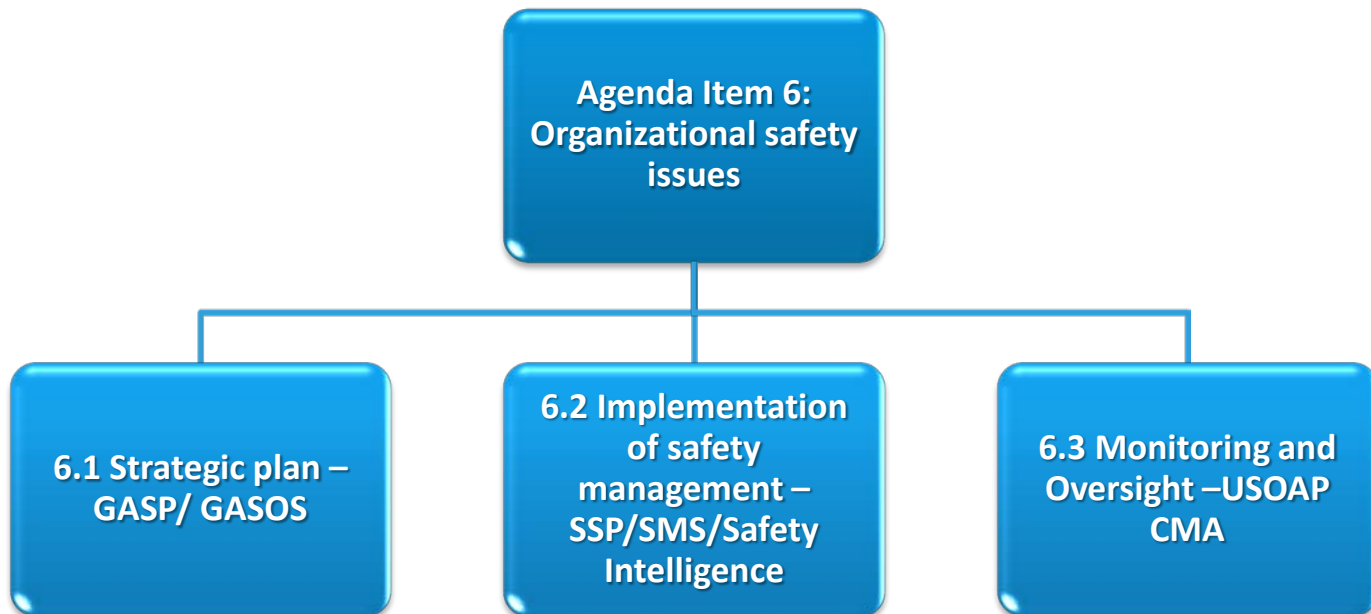 Agenda Item 6:
Organizational safety
issues
6.1 Strategic plan –
GASP/ GASOS
6.2 Implementation
of safety
management –
SSP/SMS/Safety
Intelligence
6.3 Monitoring and
Oversight –USOAP
CMA